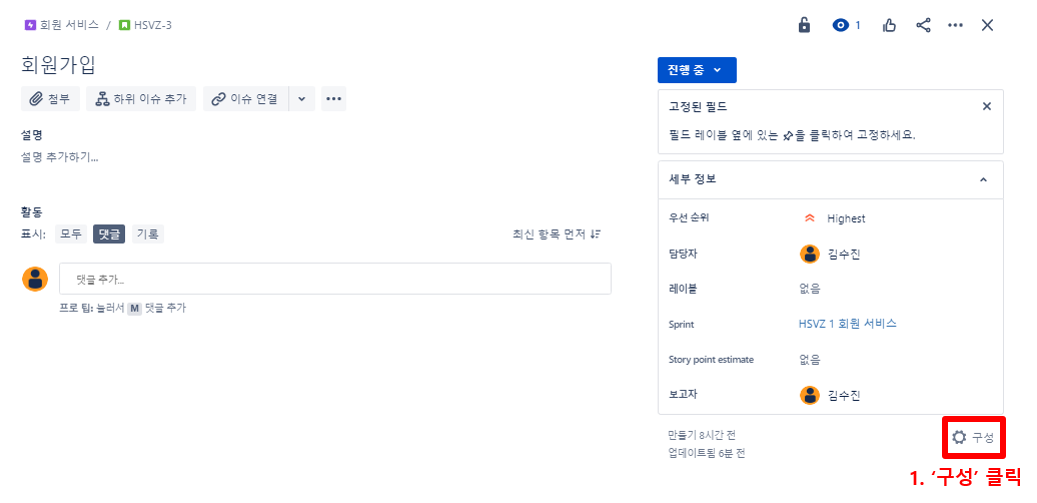 회원 서비스 / HSVZ-3
1
회원가입
진행 중
첨부 하위 이슈 추가 이슈 연결
고정된 필드
필드 레이블 옆에 있는 을 클릭하여 고정하세요.
설명
설명 추가하기...
세부 정보
우선 순위 Highest
담당자 김수진
레이블 없음
Sprint HSVZ 1 회원 서비스
Story point estimate 없음
보고자 김수진
활동
표시: 모두 댓글 기록 최신 항목 먼저
댓글 추가...
프로 팁: 눌러서 M 댓글 추가
만들기 8시간 전
업데이트됨 6분 전
구성
1. ‘구성’ 클릭